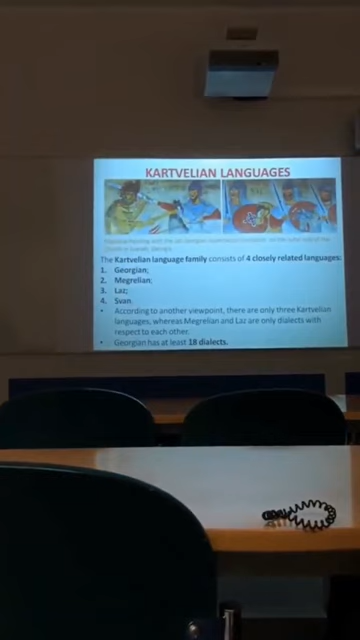 KARTVELIAN LANGUAGES
The Kartvelian language family consists of 4 closely related languages:
1. Georgian;
2. Megrelian;
3. Laz;
4. Svan.
• According to another viewpoint, there are only three Kartvelian
languages, whereas Megrelian and Laz are only dialects with
respect to each other.
• Georgian has at least 18 dialects.